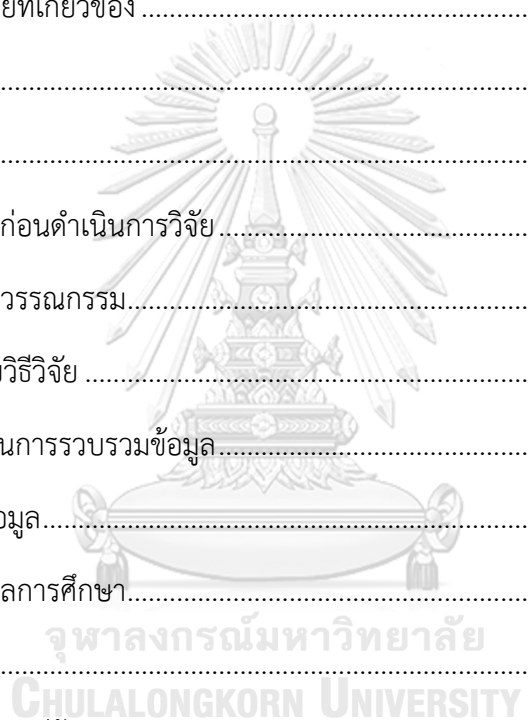 ยที่เกี่ยวข้อง ........................................................
........................................................................
........................................................................
ก่อนดำเนินการวิจัย ............................................
วรรณกรรม........................................................
วิธีวิจัย ............................................................
นการรวบรวมข้อมูล............................................
อมูล.................................................................
ลการศึกษา........................................................
จุฬาลงกรณ์มหาวิทยาลัย
........................................................................
CHULALONGKORN UNIVERSITY